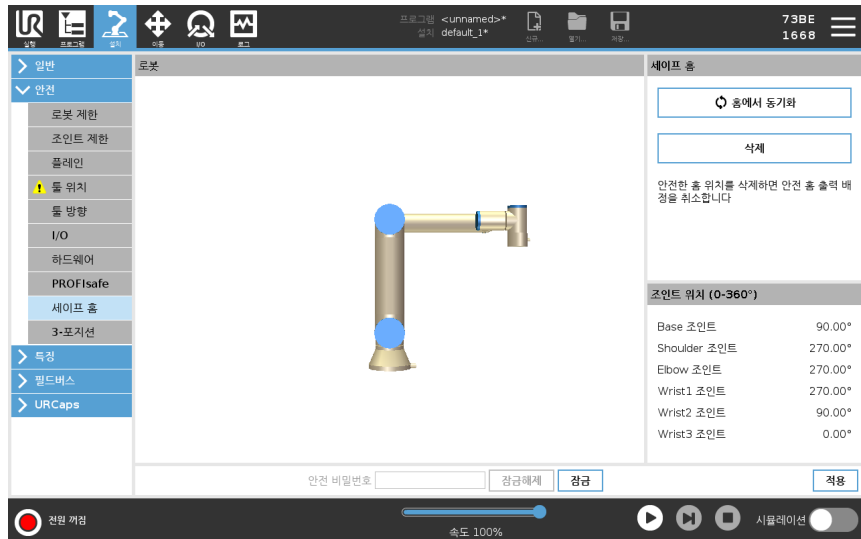 UR
실행
프로그램
설치
이동
I/O
로그
프로그램 <unnamed>*
설치 default_1*
신규...
열기...
저장...
73BE
1668
일반
안전
로봇 제한
조인트 제한
플레인
툴 위치
툴 방향
I/O
하드웨어
PROFIsafe
세이프 홈
3-포지션
특징
필드버스
URCaps
로봇
세이프 홈
홈에서 동기화
삭제
안전한 홈 위치를 삭제하면 안전 홈 출력 배
정을 취소합니다
조인트 위치 (0-360°)
Base 조인트 90.00°
Shoulder 조인트 270.00°
Elbow 조인트 270.00°
Wrist1 조인트 270.00°
Wrist2 조인트 90.00°
Wrist3 조인트 0.00°
안전 비밀번호 잠금해제 잠금
적용
전원 꺼짐
속도 100%
시뮬레이션